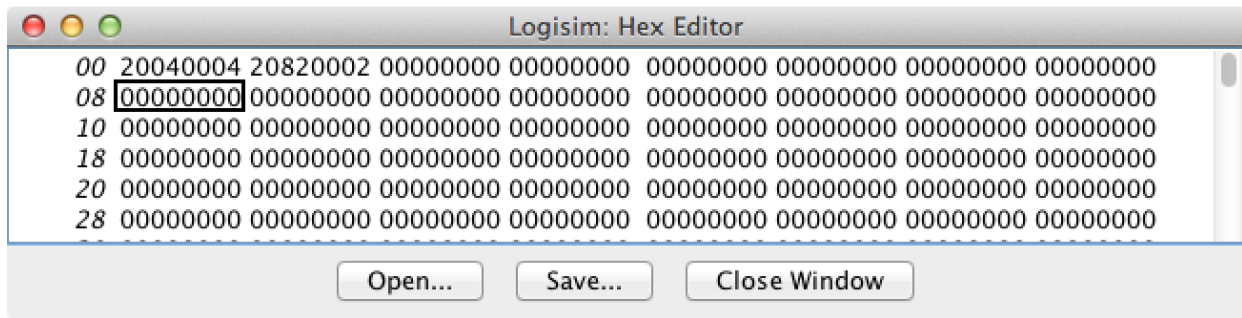 Logisim: Hex Editor
00 20040004 20820002 00000000 00000000 00000000 00000000 00000000 00000000
08 00000000 00000000 00000000 00000000 00000000 00000000 00000000 00000000
10 00000000 00000000 00000000 00000000 00000000 00000000 00000000 00000000
18 00000000 00000000 00000000 00000000 00000000 00000000 00000000 00000000
20 00000000 00000000 00000000 00000000 00000000 00000000 00000000 00000000
28 00000000 00000000 00000000 00000000 00000000 00000000 00000000 00000000
Open... Save... Close Window